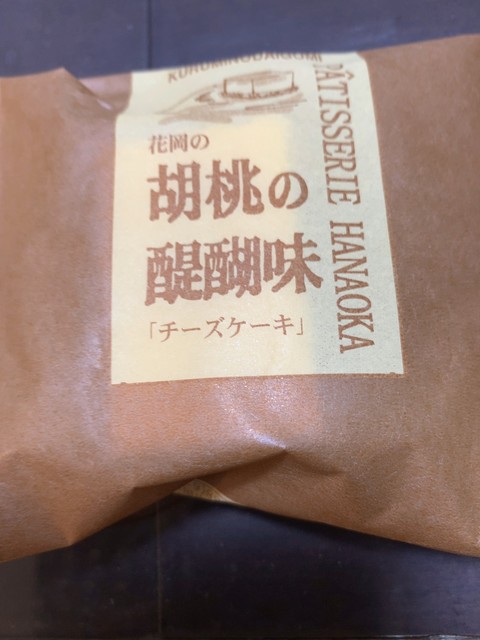 KURUMINODAIGOMI
花岡の
胡桃の
醍醐味
「チーズケーキ」
PÂTISSERIE HANAOKA